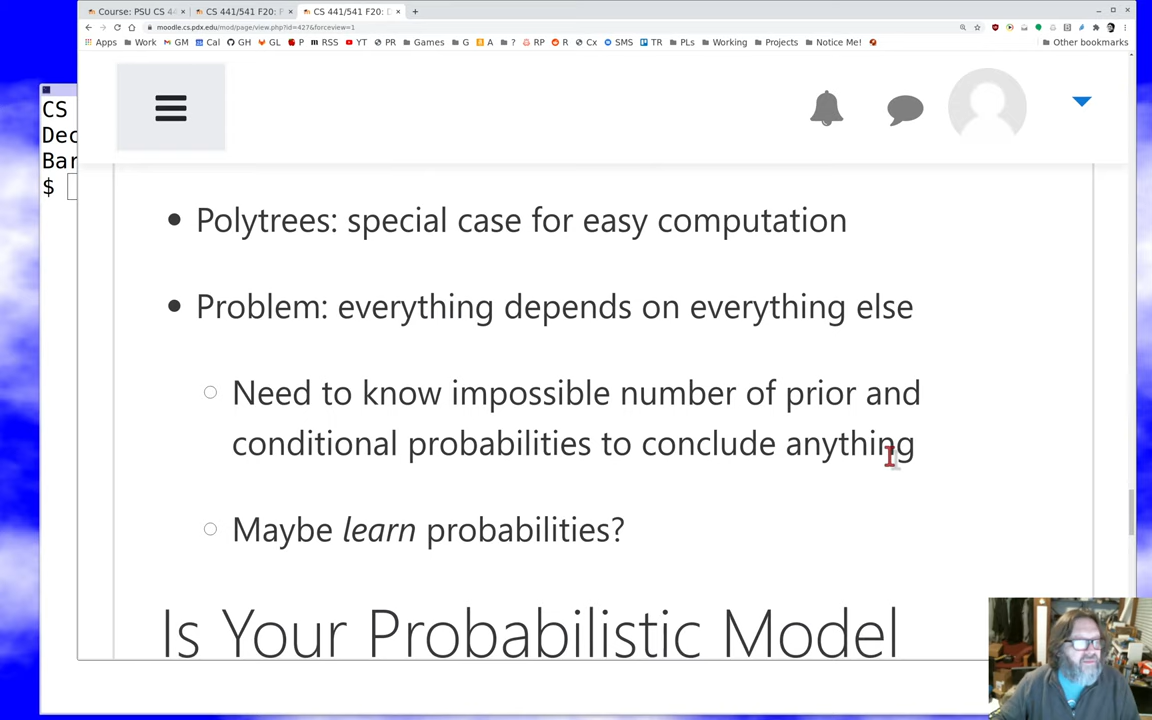 Course: PSU CS 44
CS 441/541 F20: F
CS 441/541 F20: D
moodle.cs.pdx.edu/mod/page/view.php?id=427&forceview=1
Apps Work GM Cal GH GL P RSS YT PR Games G A ? RP R Cx SMS TR PLs Working Projects Notice Me! Other bookmarks
CS
Dec
Bar
$
• Polytrees: special case for easy computation
• Problem: everything depends on everything else
○ Need to know impossible number of prior and
conditional probabilities to conclude anything
○ Maybe learn probabilities?
Is Your Probabilistic Model